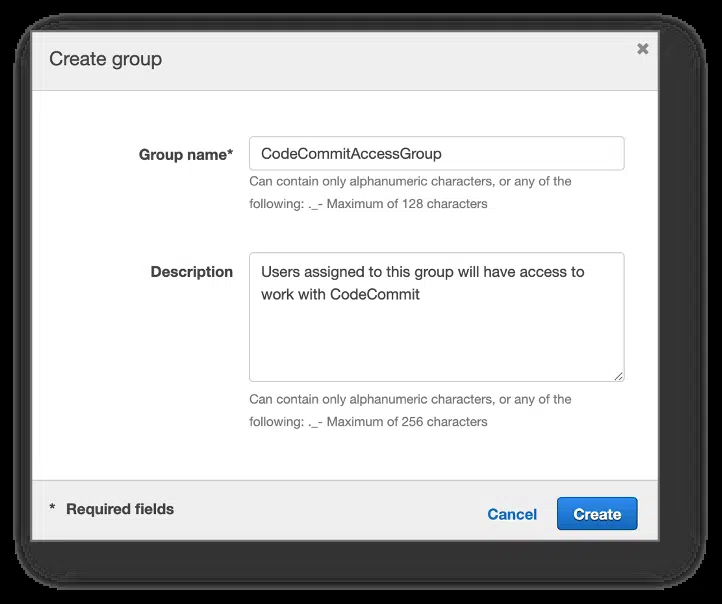 Create group
Group name*
CodeCommitAccessGroup
Can contain only alphanumeric characters, or any of the
following: ._- Maximum of 128 characters
Description
Users assigned to this group will have access to
work with CodeCommit
Can contain only alphanumeric characters, or any of the
following: ._- Maximum of 256 characters
* Required fields
Cancel
Create